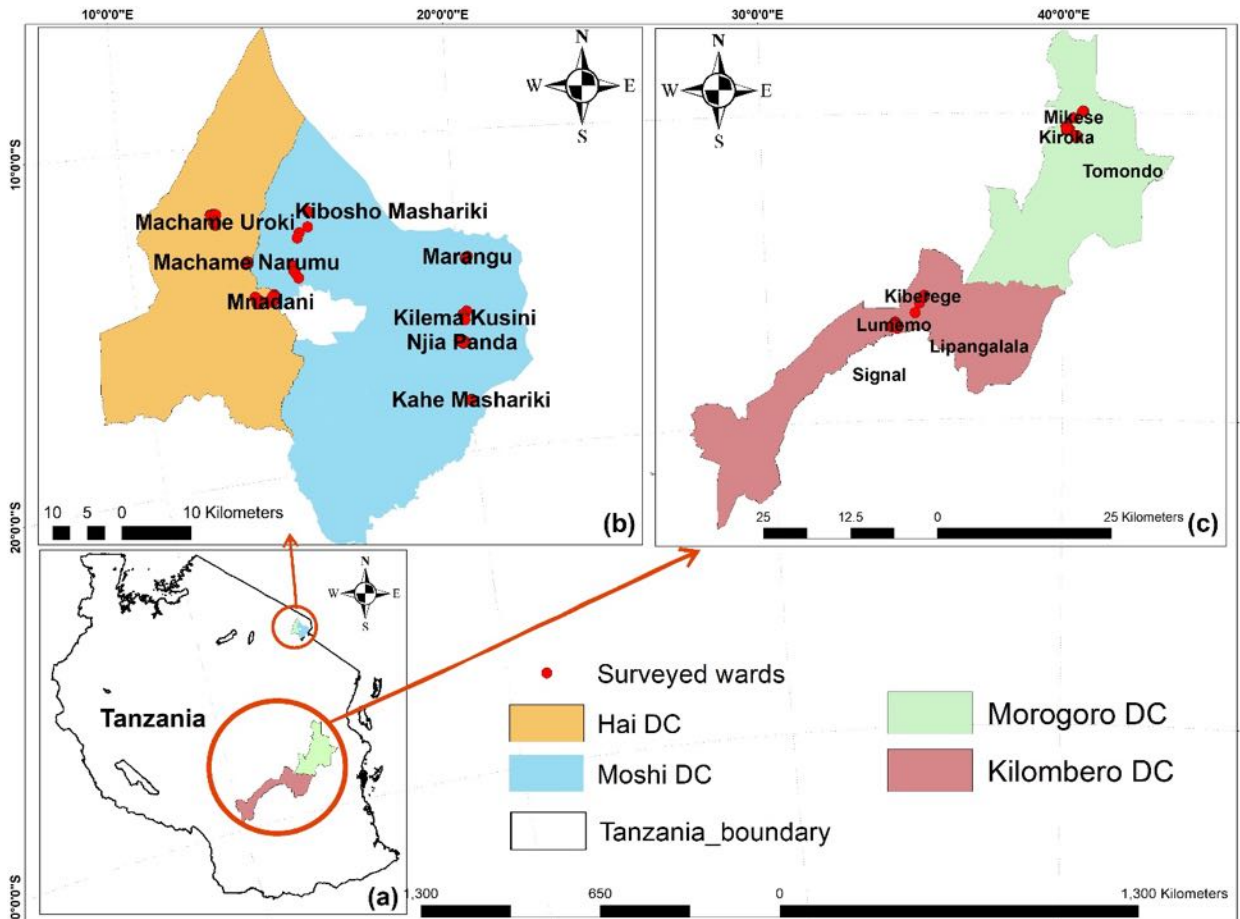 10°0'0"E
20°0'0"E
30°0'0"E
40°0'0"E
N
W
E
S
N
W
E
S
10°0'0"S
Machame Uroki
Kibosho Mashariki
Machame Narumu
Marangu
Mnadani
Kilema Kusini
Njia Panda
Kahe Mashariki
10 5 0 10 Kilometers
(b)
Mikese
Kiroka
Tomondo
Kiberege
Lumemo
Lipangalala
Signal
25 12.5 0 25 Kilometers
(c)
20°0'0"S
N
W
E
S
Tanzania
(a)
Surveyed wards
Hai DC
Moshi DC
Tanzania_boundary
Morogoro DC
Kilombero DC
0°0'0"S
1,300 650 0 1,300 Kilometers